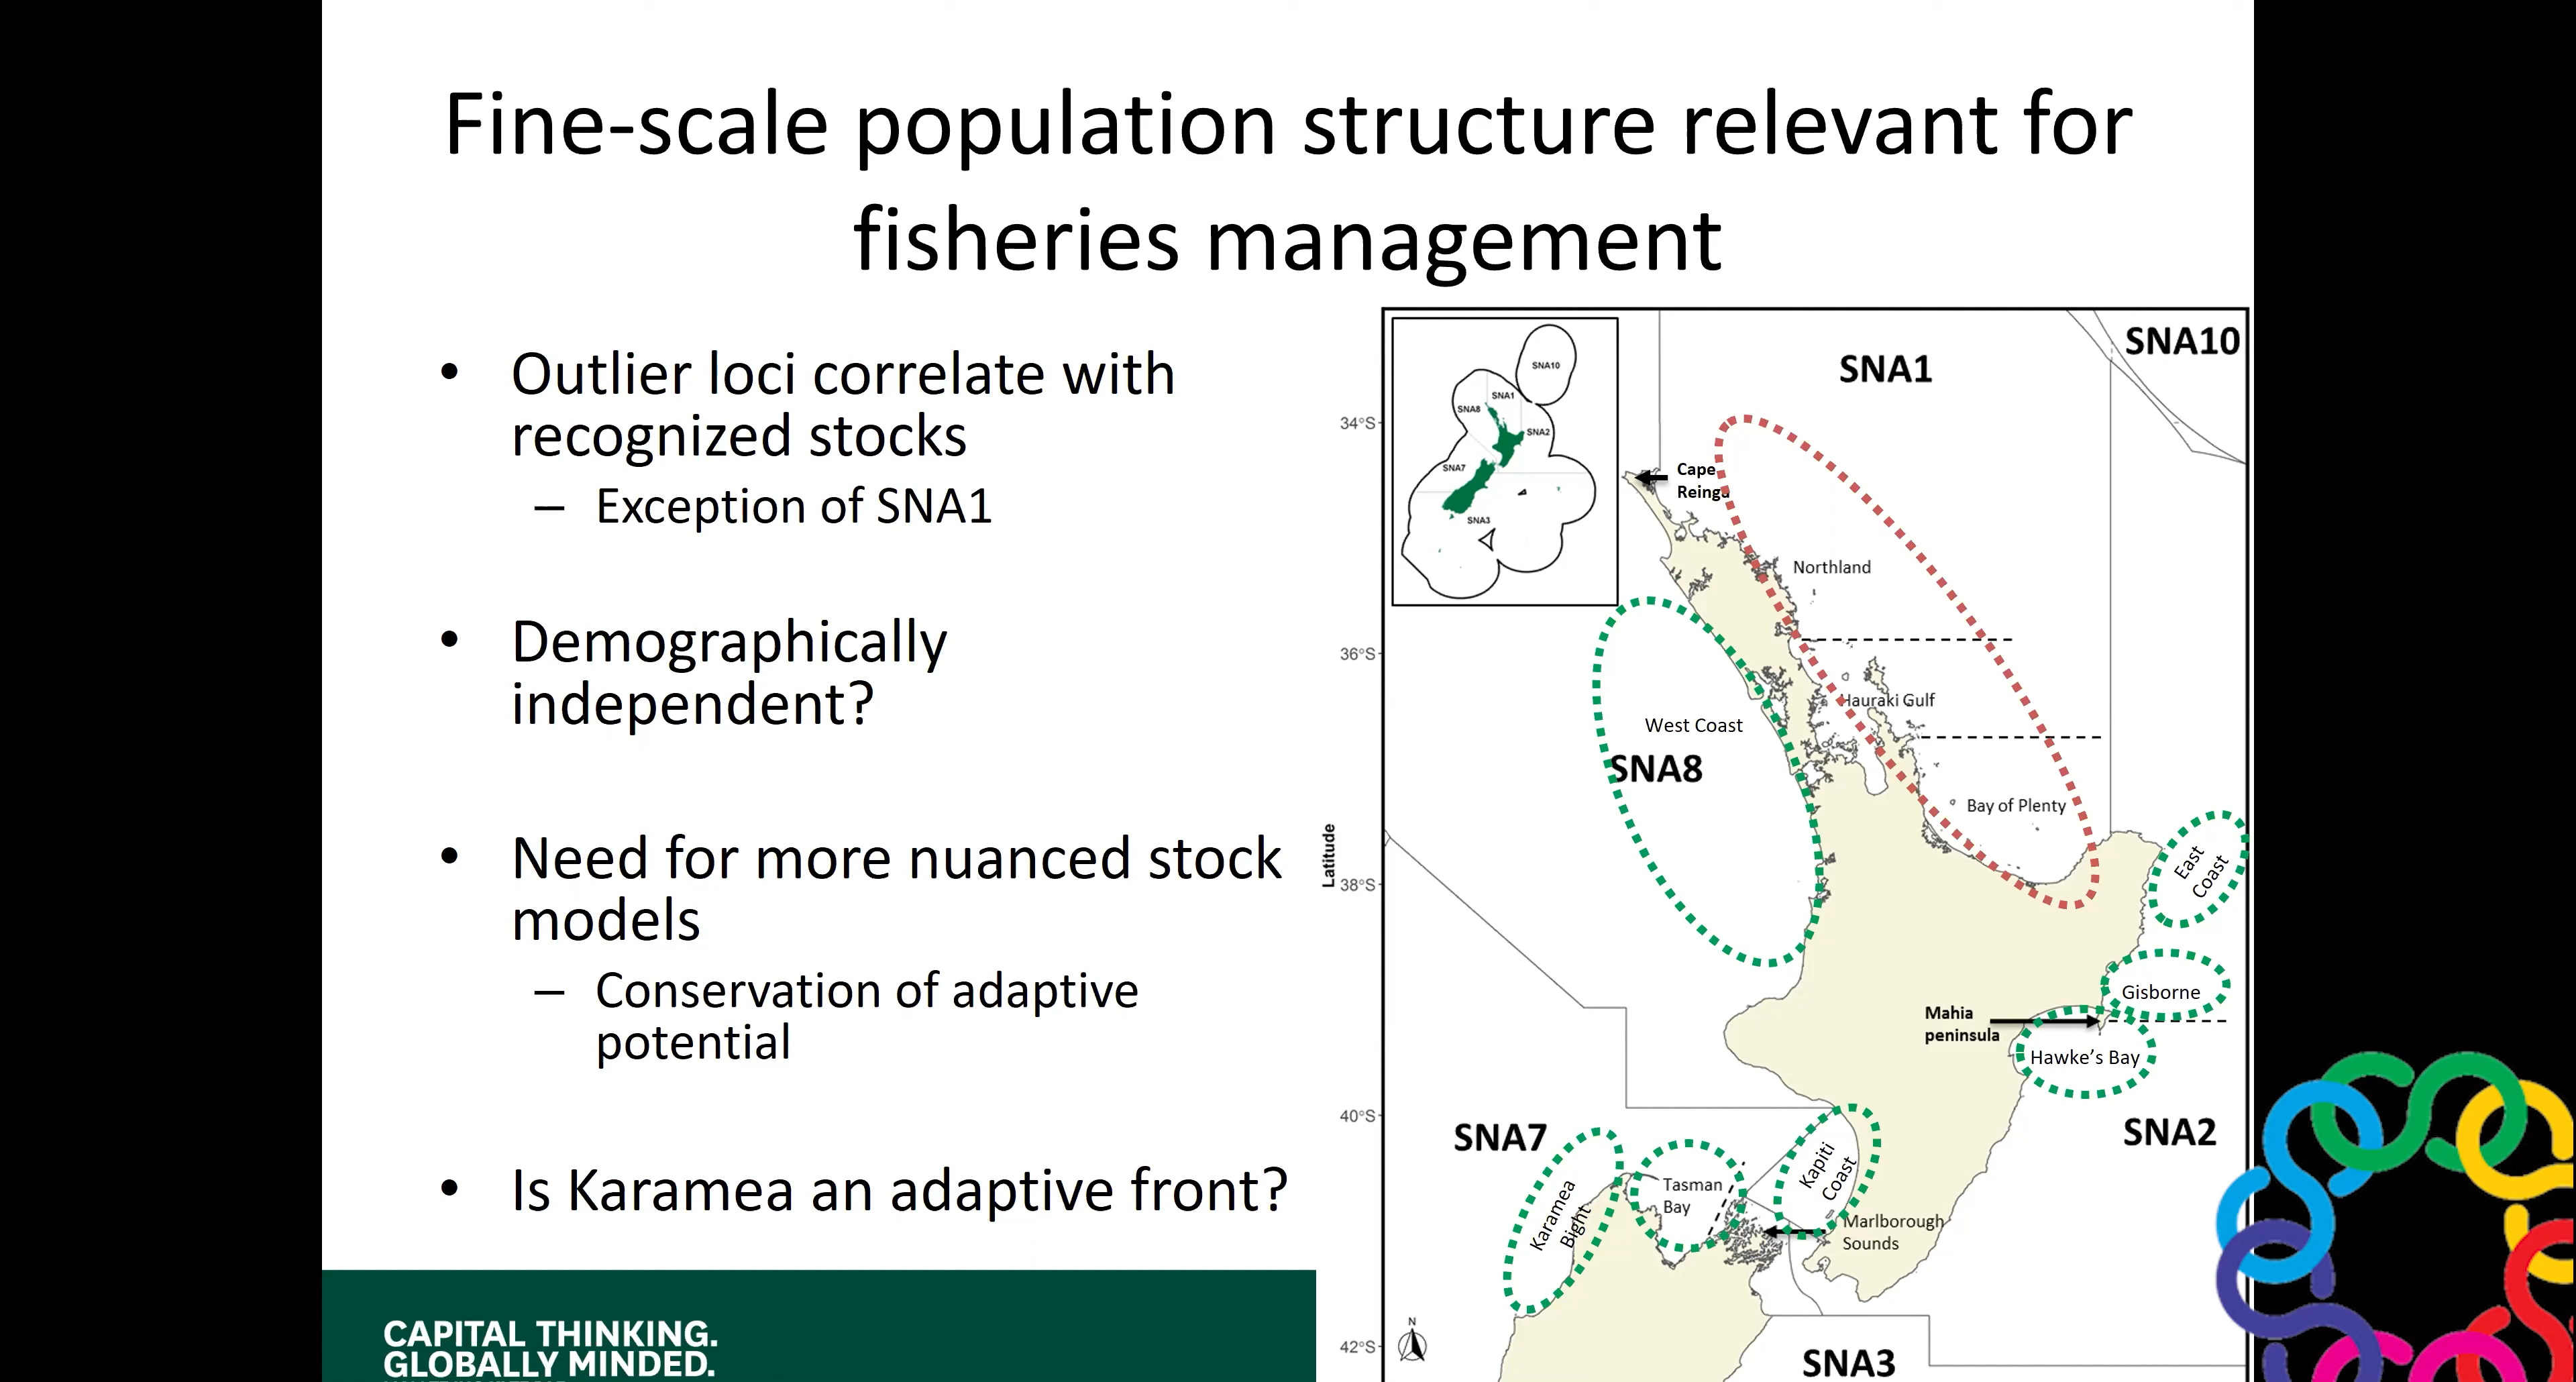 Fine-scale population structure relevant for
fisheries management
• Outlier loci correlate with
recognized stocks
– Exception of SNA1
• Demographically
independent?
• Need for more nuanced stock
models
– Conservation of adaptive
potential
• Is Karamea an adaptive front?
CAPITAL THINKING.
GLOBALLY MINDED.
SNA10
SNA1
SNA8
SNA2
SNA7
SNA3
SNA1
SNA10
34°S
Cape
Reinga
Northland
36°S
Hauraki Gulf
West Coast
SNA8
Bay of Plenty
Latitude
38°S
East
Coast
Gisborne
Mahia
peninsula
Hawke's Bay
40°S
SNA7
SNA2
Kapiti
Coast
Tasman
Bay
Karamea
Bight
Marlborough
Sounds
N
42°S
SNA3